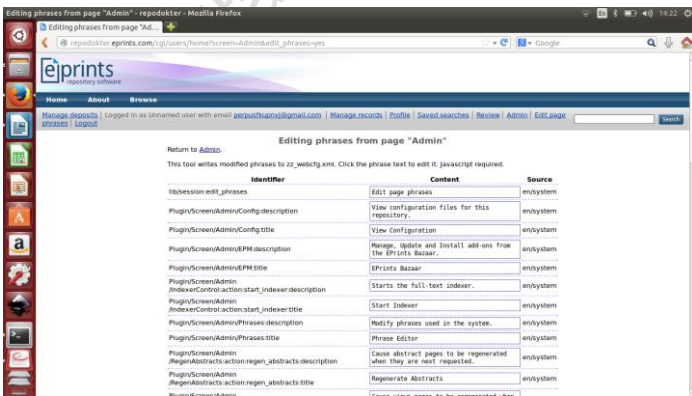 Editing phrases from page "Admin" - repodokter - Mozilla Firefox
En
14:22
Editing phrases from page "Ad...
repodokter.eprints.com/cgi/users/home?screen=Admin&edit_phrases=yes
Google
eprints
repository software
Home About Browse
Manage deposits | Logged in as Unnamed user with email perpusfkupnvj@gmail.com | Manage records | Profile | Saved searches | Review | Admin | Edit page
phrases | Logout
Search
Editing phrases from page "Admin"
Return to Admin.
This tool writes modified phrases to zz_webcfg.xml. Click the phrase text to edit it. Javascript required.
Identifier Content Source
lib/session:edit_phrases Edit page phrases en/system
Plugin/Screen/Admin/Config:description View configuration files for this
repository. en/system
Plugin/Screen/Admin/Config:title View Configuration en/system
Plugin/Screen/Admin/EPM:description Manage, Update and Install add-ons from
the EPrints Bazaar. en/system
Plugin/Screen/Admin/EPM:title EPrints Bazaar en/system
Plugin/Screen/Admin
/IndexerControl:action:start_indexer:description Starts the full-text indexer. en/system
Plugin/Screen/Admin
/IndexerControl:action:start_indexer:title Start Indexer en/system
Plugin/Screen/Admin/Phrases:description Modify phrases used in the system. en/system
Plugin/Screen/Admin/Phrases:title Phrase Editor en/system
Plugin/Screen/Admin Cause abstract pages to be regenerated
/RegenAbstracts:action:regen_abstracts:description when they are next requested. en/system
Plugin/Screen/Admin
/RegenAbstracts:action:regen_abstracts:title Regenerate Abstracts en/system